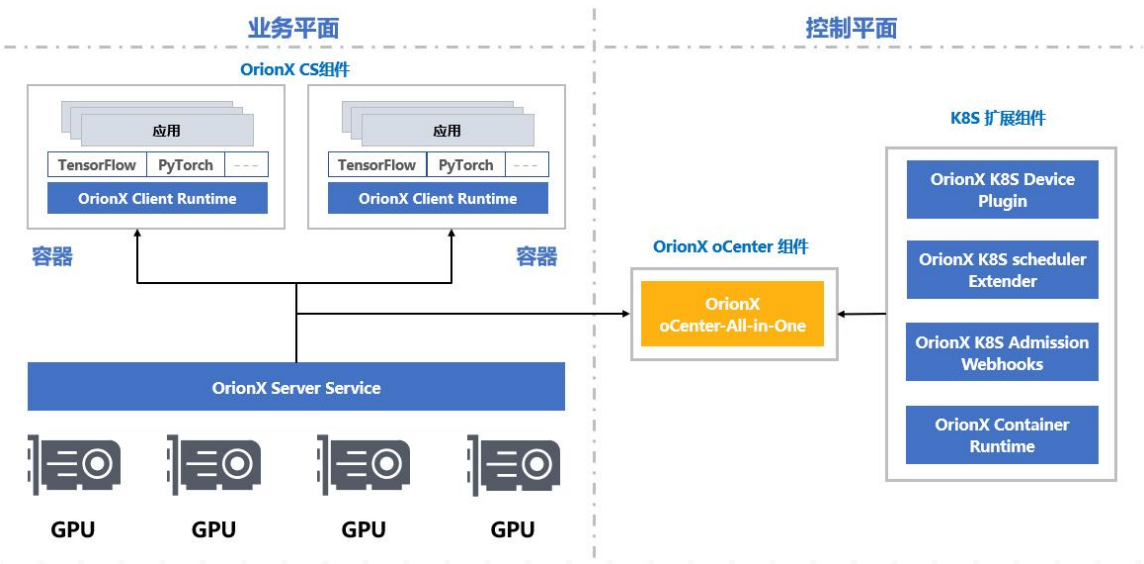 业务平面
控制平面
OrionX CS组件
应用
TensorFlow
PyTorch
---
OrionX Client Runtime
容器
应用
TensorFlow
PyTorch
---
OrionX Client Runtime
容器
OrionX Server Service
GPU
GPU
GPU
GPU
OrionX oCenter 组件
OrionX
oCenter-All-in-One
K8S 扩展组件
OrionX K8S Device
Plugin
OrionX K8S scheduler
Extender
OrionX K8S Admission
Webhooks
OrionX Container
Runtime